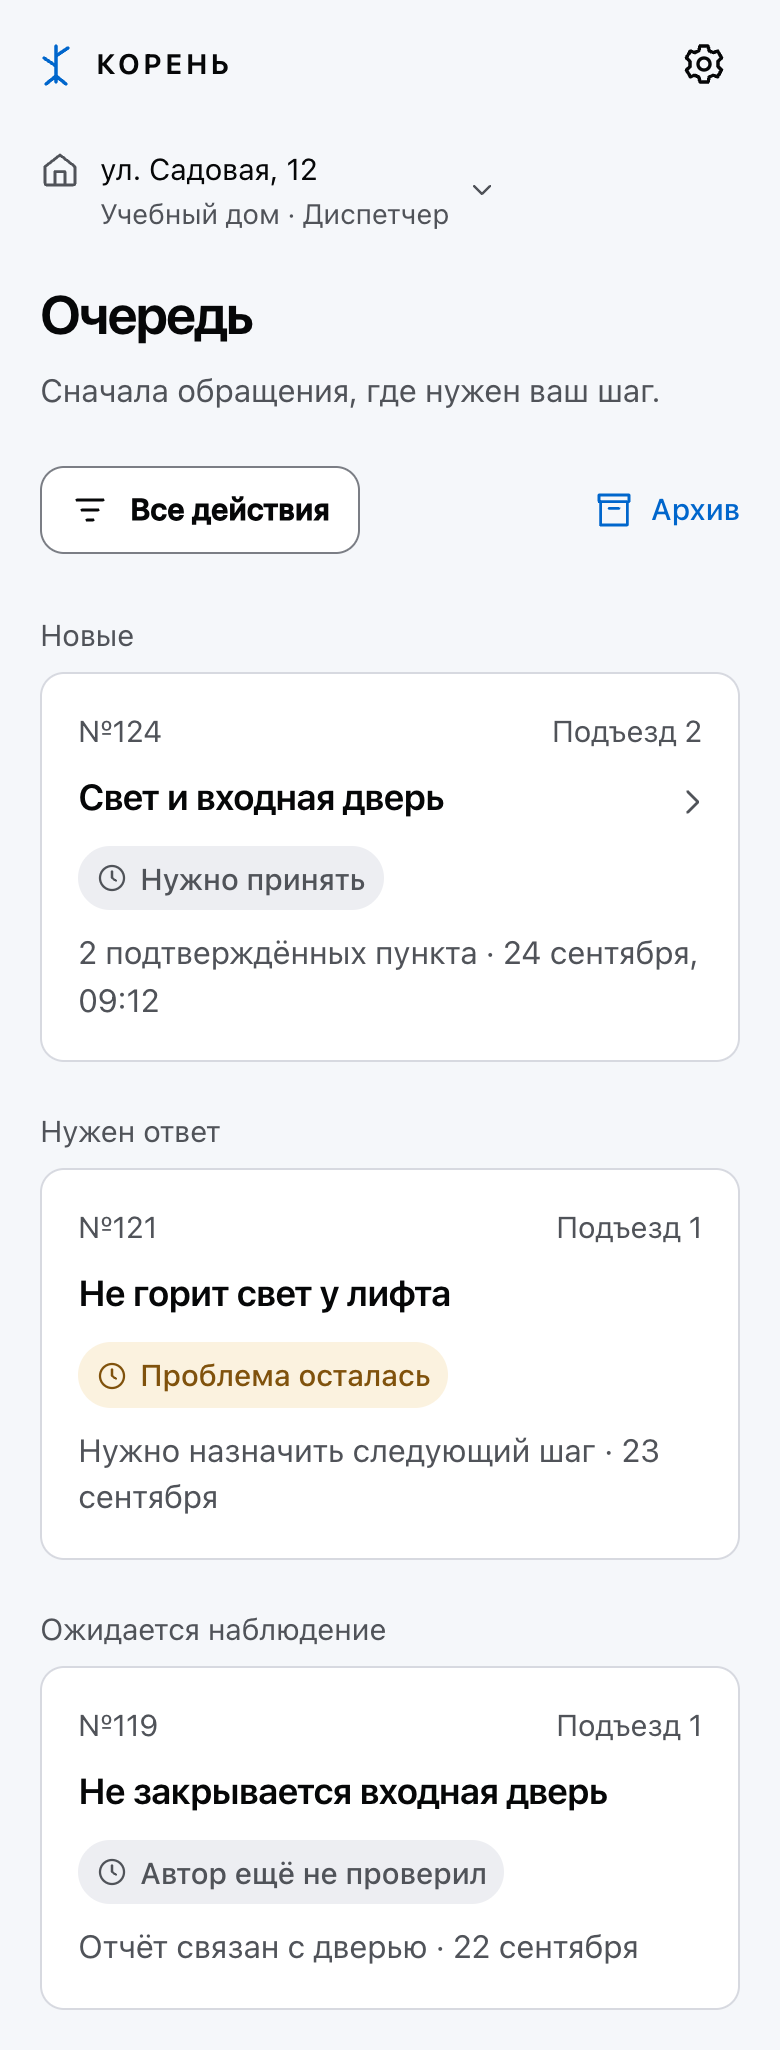 КОРЕНЬ
ул. Садовая, 12
Учебный дом · Диспетчер
Очередь
Сначала обращения, где нужен ваш шаг.
Все действия
Архив
Новые
№124
Подъезд 2
Свет и входная дверь
Нужно принять
2 подтверждённых пункта · 24 сентября,
09:12
Нужен ответ
№121
Подъезд 1
Не горит свет у лифта
Проблема осталась
Нужно назначить следующий шаг · 23
сентября
Ожидается наблюдение
№119
Подъезд 1
Не закрывается входная дверь
Автор ещё не проверил
Отчёт связан с дверью · 22 сентября